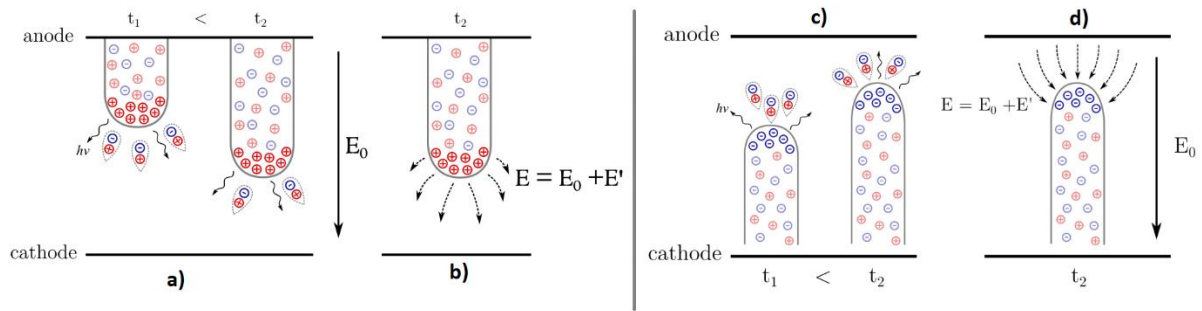 t₁ < t₂
anode
hν
E₀
cathode
a)
t₂
E = E₀ +E'
b)
c)
anode
hν
cathode
t₁ < t₂
d)
E = E₀ +E'
E₀
t₂